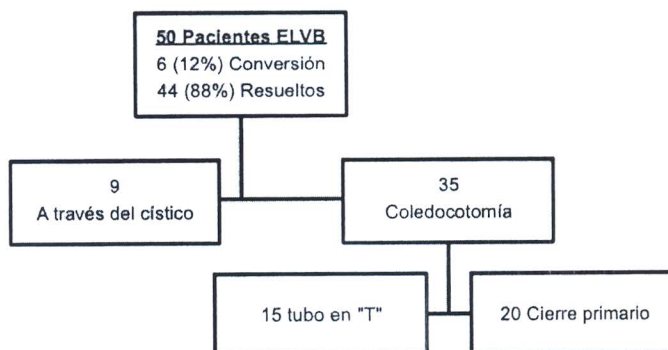 50 Pacientes ELVB
6 (12%) Conversión
44 (88%) Resueltos
9
A través del cístico
35
Coledocotomía
15 tubo en "T"
20 Cierre primario